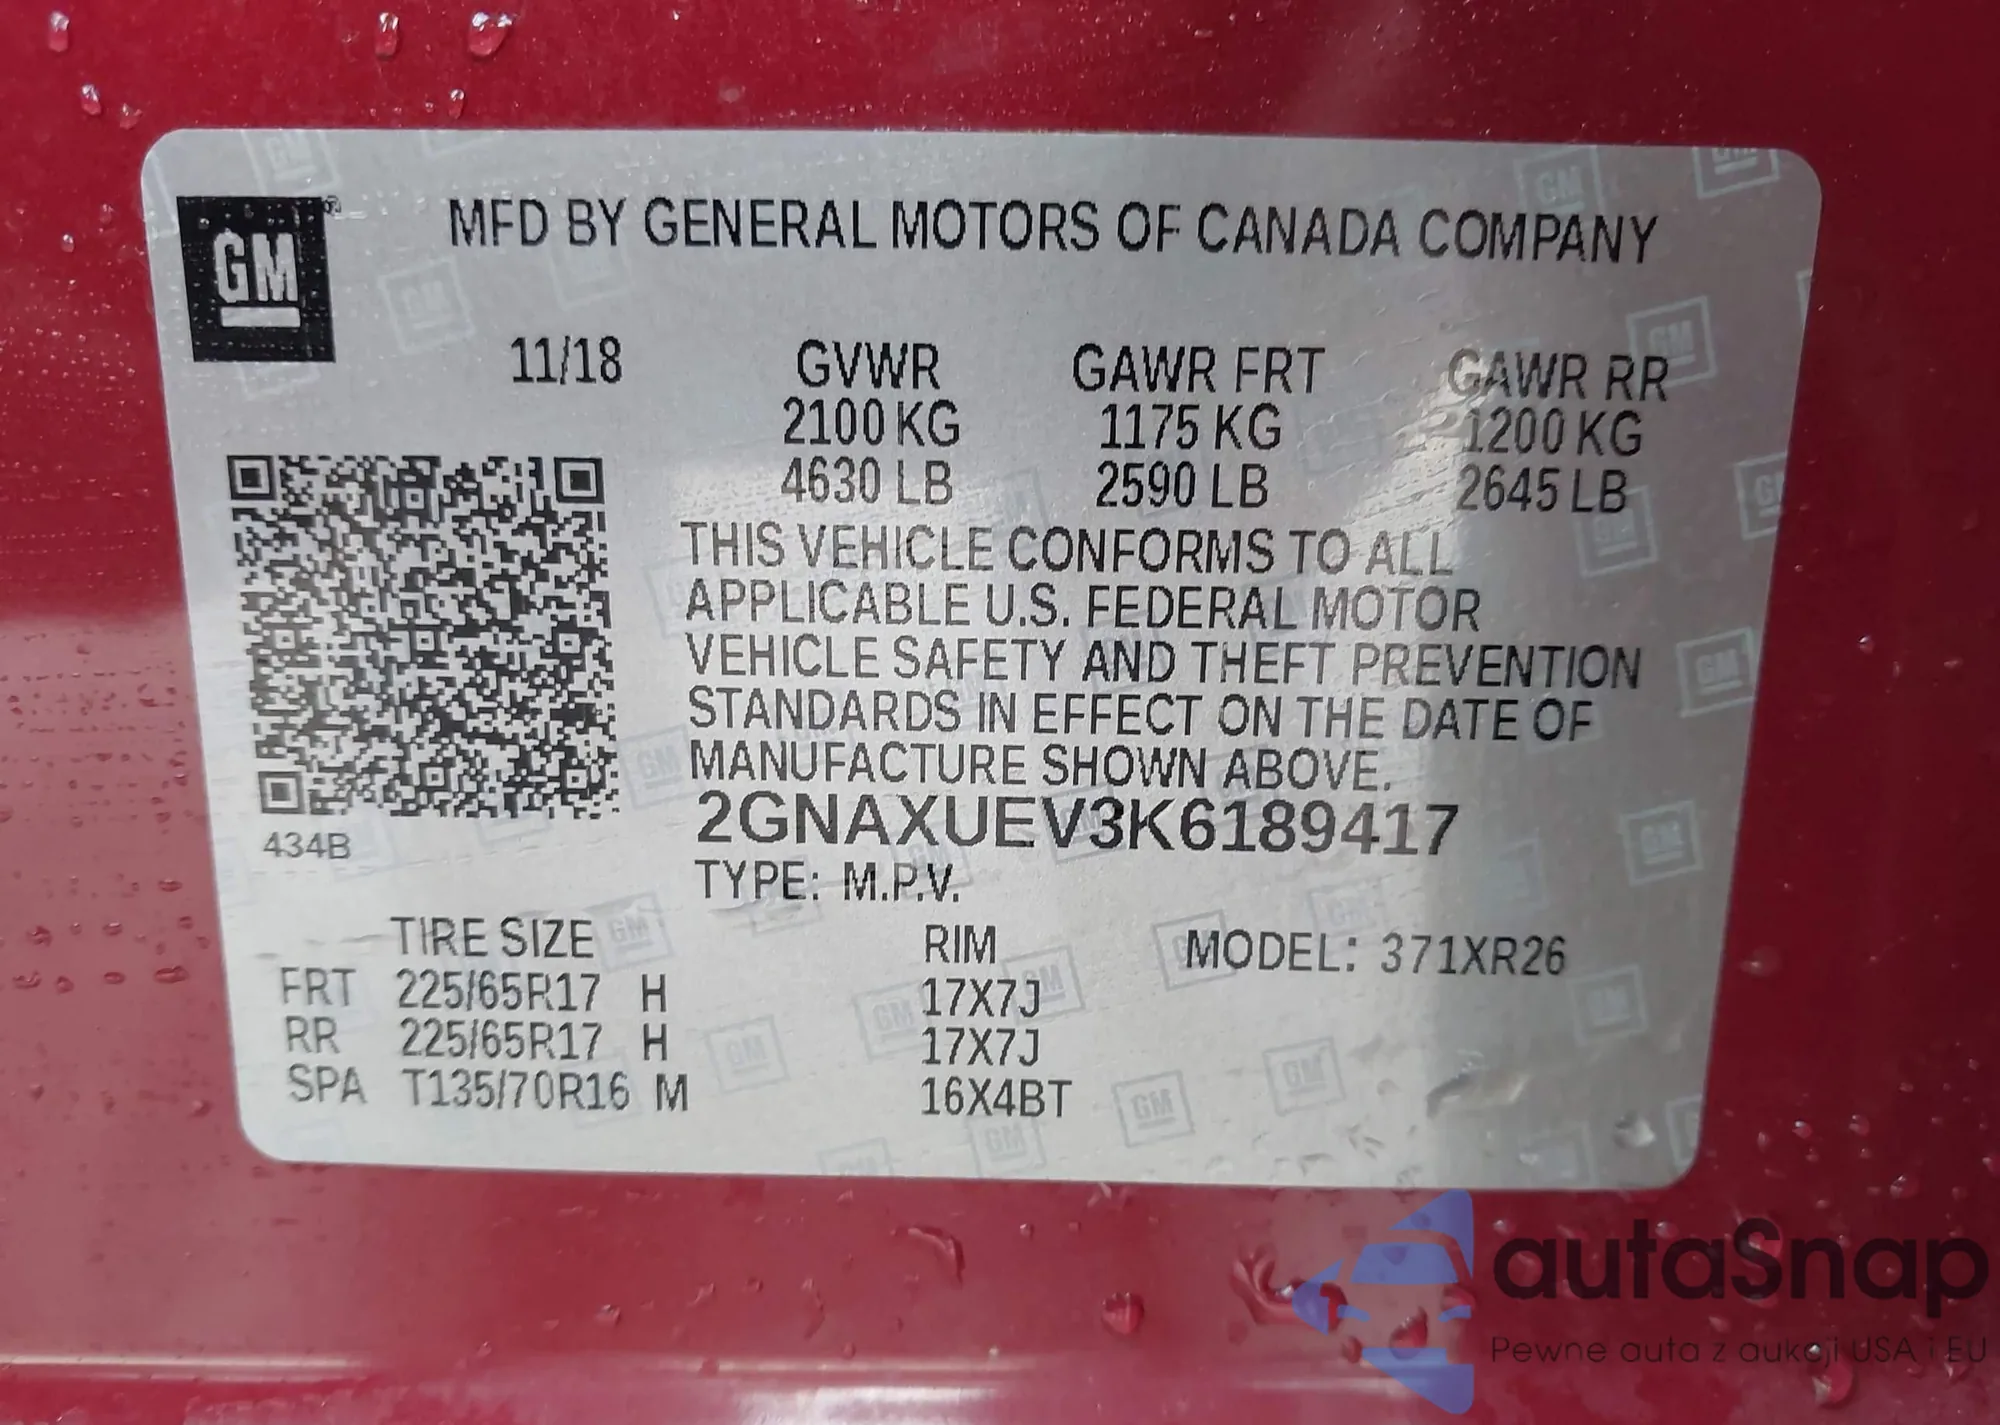 GM
MFD BY GENERAL MOTORS OF CANADA COMPANY
11/18 GVWR GAWR FRT GAWR RR
2100 KG 1175 KG 1200 KG
4630 LB 2590 LB 2645 LB
THIS VEHICLE CONFORMS TO ALL
APPLICABLE U.S. FEDERAL MOTOR
VEHICLE SAFETY AND THEFT PREVENTION
STANDARDS IN EFFECT ON THE DATE OF
MANUFACTURE SHOWN ABOVE.
2GNAXUEV3K6189417
434B
TYPE: M.P.V.
TIRE SIZE RIM MODEL: 371XR26
FRT 225/65R17 H 17X7J
RR 225/65R17 H 17X7J
SPA T135/70R16 M 16X4BT
autaSnap
Pewne auta z aukcji USA i EU